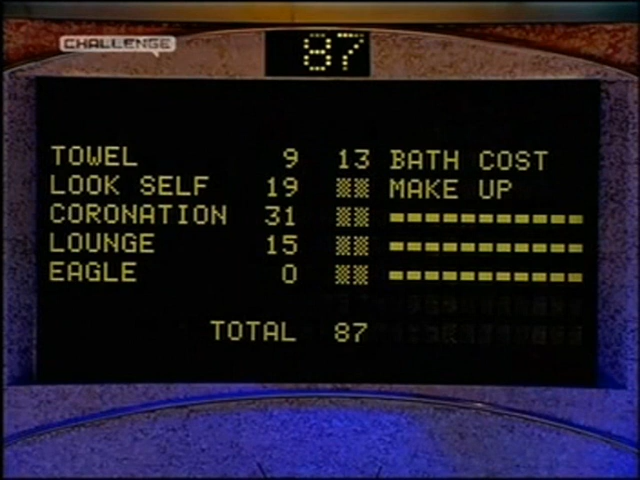 CHALLENGE
87
TOWEL 9 13 BATH COST
LOOK SELF 19 MAKE UP
CORONATION 31
LOUNGE 15
EAGLE 0
TOTAL 87